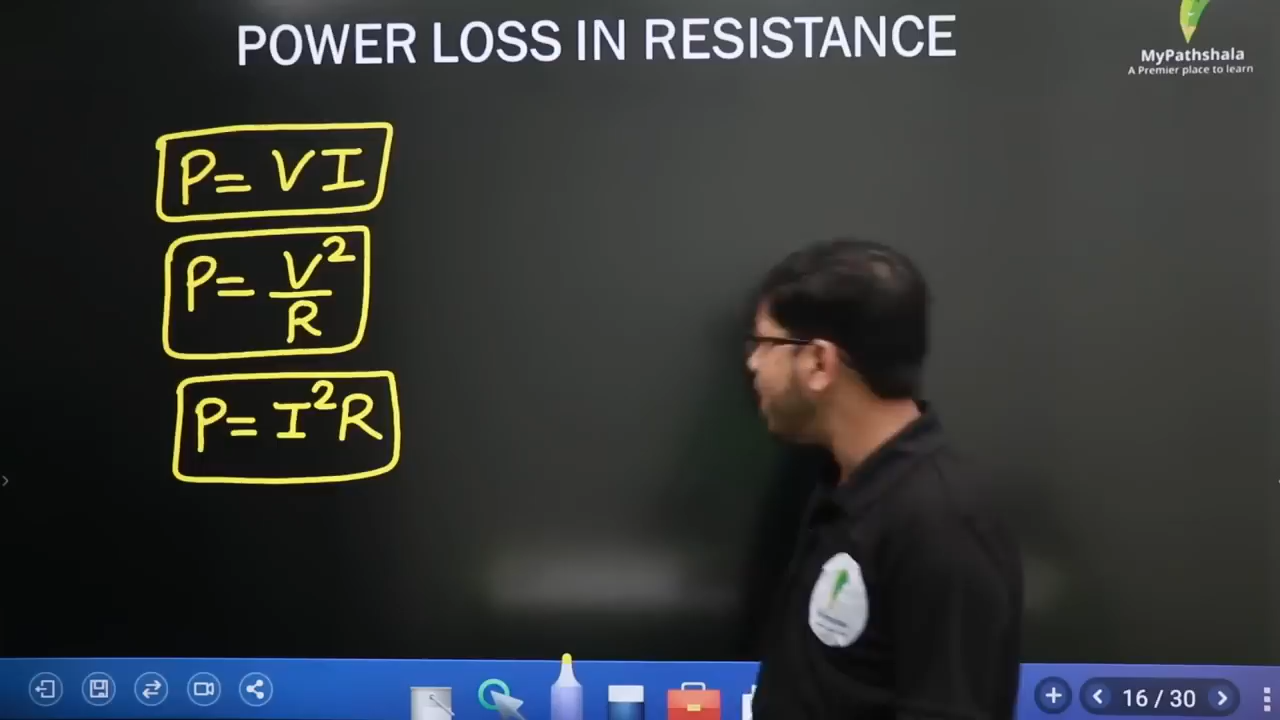 POWER LOSS IN RESISTANCE
MyPathshala
A Premier place to learn
P= VI
P= V²/R
P= I²R
16 / 30